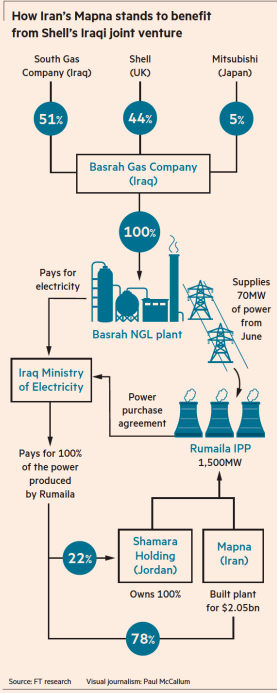 How Iran's Mapna stands to benefit
from Shell's Iraqi joint venture
South Gas
Company (Iraq)
Shell
(UK)
Mitsubishi
(Japan)
51%
44%
5%
Basrah Gas Company
(Iraq)
100%
Pays for
electricity
Basrah NGL plant
Supplies
70MW
of power
from
June
Iraq Ministry
of Electricity
Power
purchase
agreement
Rumaila IPP
1,500MW
Pays for 100%
of the power
produced
by Rumaila
Shamara
Holding
(Jordan)
Mapna
(Iran)
22%
Owns 100%
Built plant
for $2.05bn
78%
Source: FT research Visual journalism: Paul McCallum